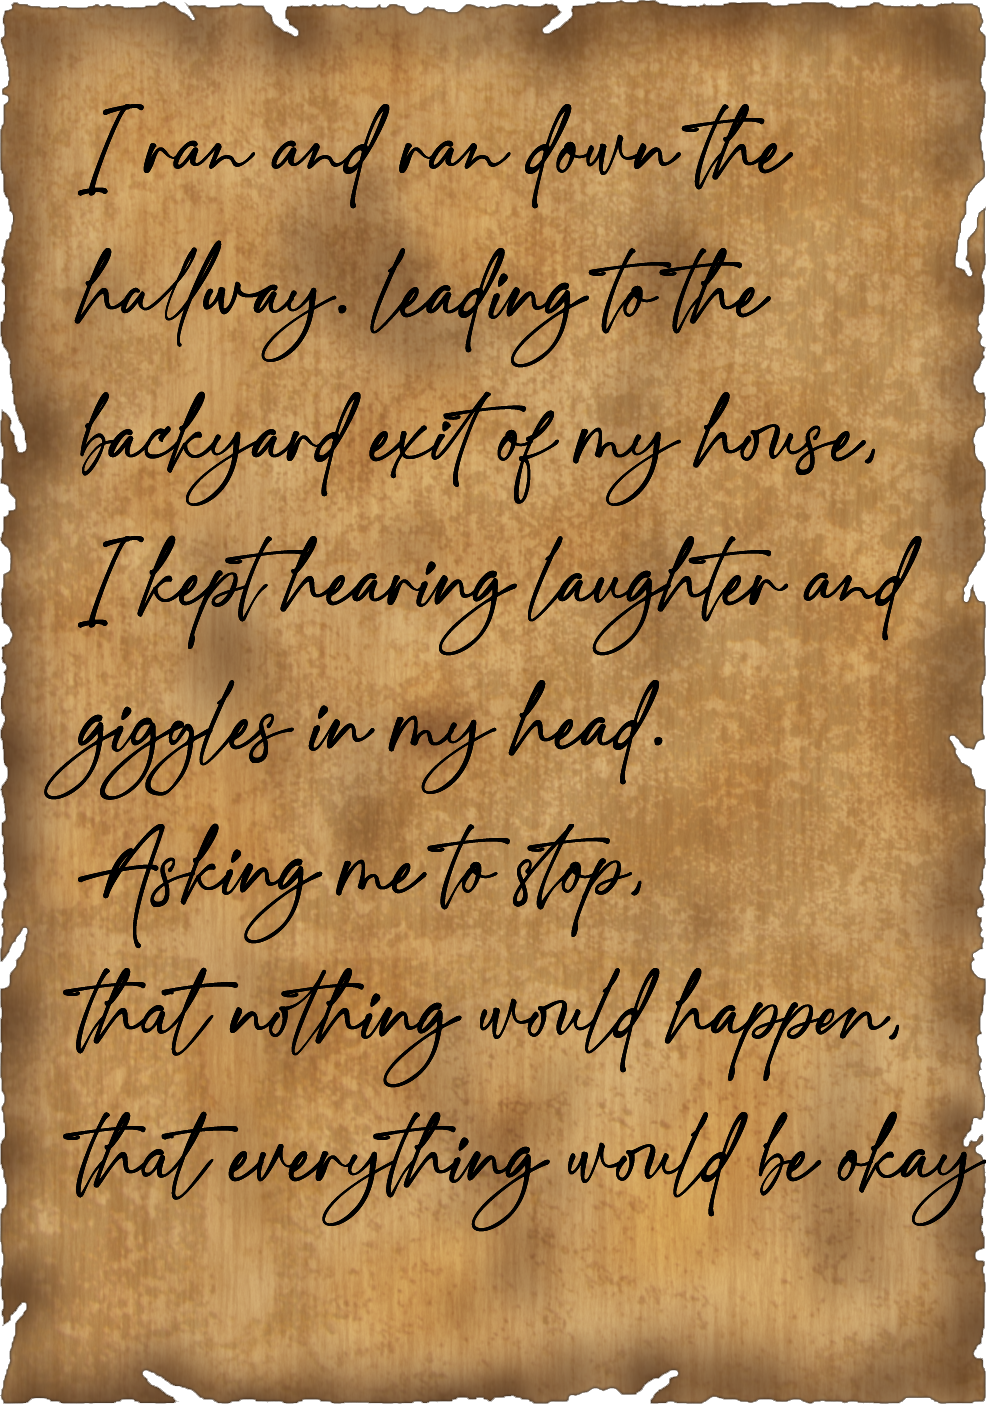 I ran and ran down the
hallway. Leading to the
backyard exit of my house,
I kept hearing laughter and
giggles in my head.
Asking me to stop,
that nothing would happen,
that everything would be okay